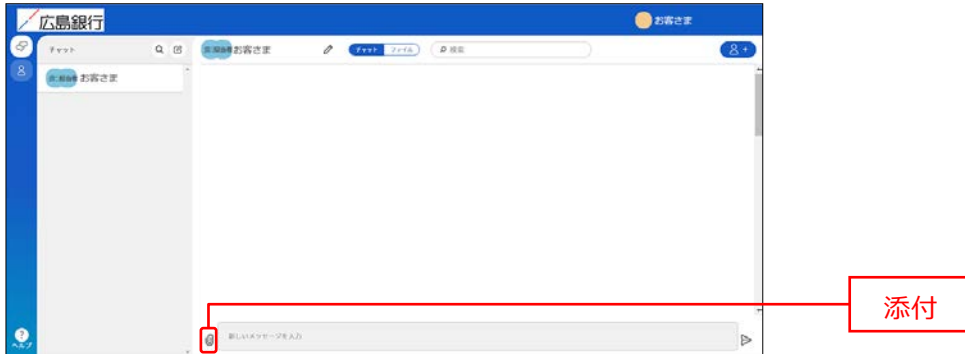 広島銀行
お客さま
チャット
お客さま
チャット ファイル
検索
お客さま
添付
新しいメッセージを入力
ヘルプ